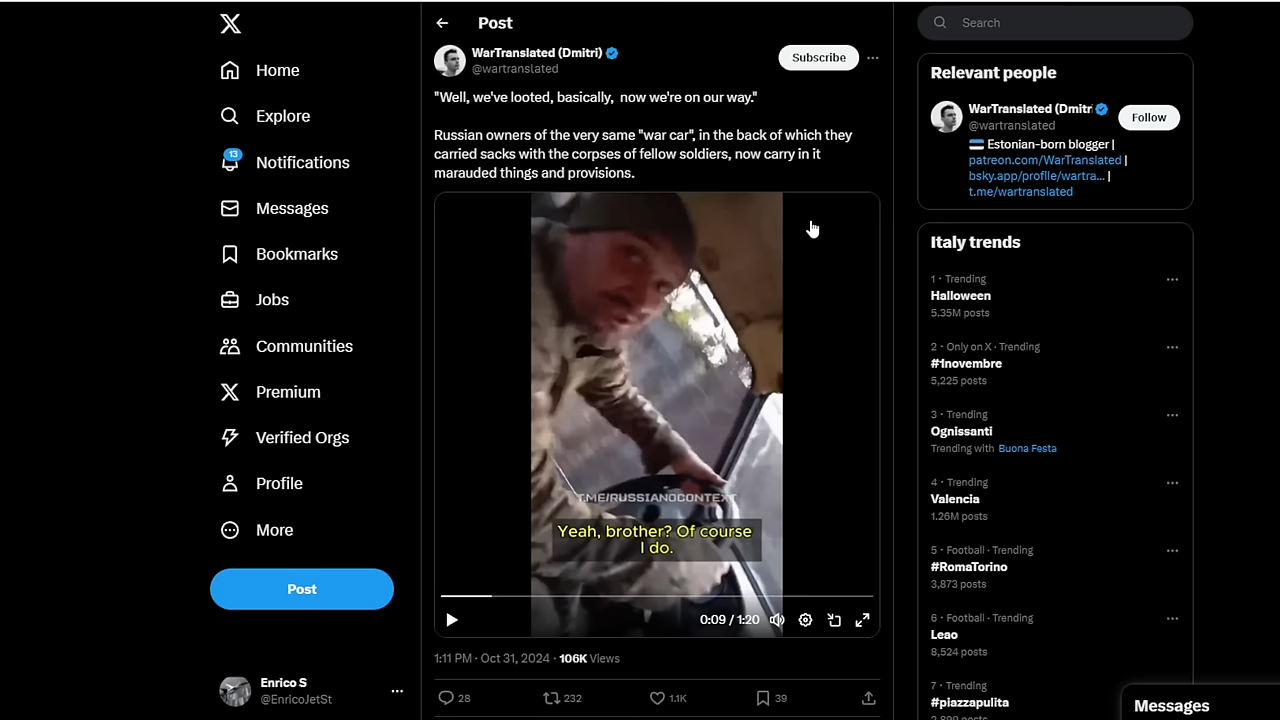 Home
Explore
13
Notifications
Messages
Bookmarks
Jobs
Communities
Premium
Verified Orgs
Profile
More
Post
Enrico S
@EnricoJetSt
Post
WarTranslated (Dmitri)
@wartranslated
Subscribe
"Well, we've looted, basically,  now we're on our way."
Russian owners of the very same "war car", in the back of which they
carried sacks with the corpses of fellow soldiers, now carry in it
marauded things and provisions.
T.ME/RUSSIANOCONTEXT
Yeah, brother? Of course
I do.
0:09 / 1:20
1:11 PM · Oct 31, 2024 · 106K Views
28 232 1.1K 39
Search
Relevant people
WarTranslated (Dmitr
@wartranslated
Follow
Estonian-born blogger |
patreon.com/WarTranslated |
bsky.app/profile/wartra... |
t.me/wartranslated
Italy trends
1 · Trending
Halloween
5.35M posts
2 · Only on X · Trending
#1novembre
5,225 posts
3 · Trending
Ognissanti
Trending with Buona Festa
4 · Trending
Valencia
1.26M posts
5 · Football · Trending
#RomaTorino
3,873 posts
6 · Football · Trending
Leao
8,524 posts
7 · Trending
#piazzapulita
Messages